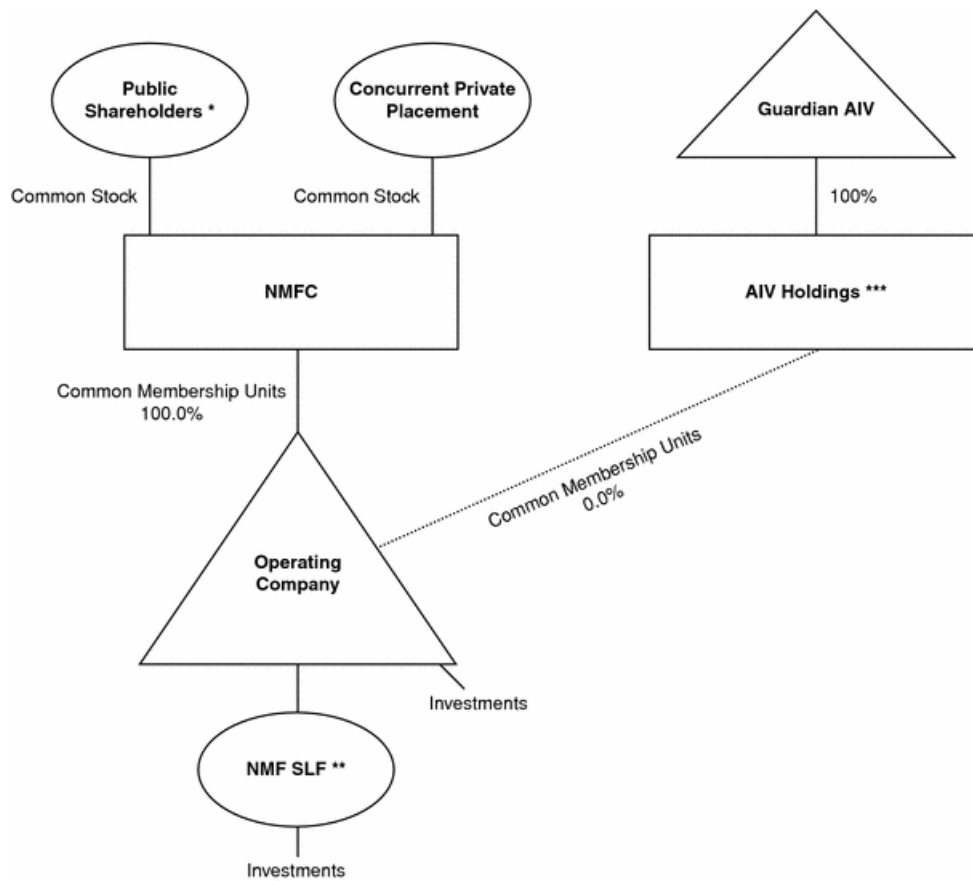 Public
Shareholders *
Concurrent Private
Placement
Guardian AIV
Common Stock
Common Stock
100%
NMFC
AIV Holdings ***
Common Membership Units
100.0%
Common Membership Units
0.0%
Operating
Company
Investments
NMF SLF **
Investments